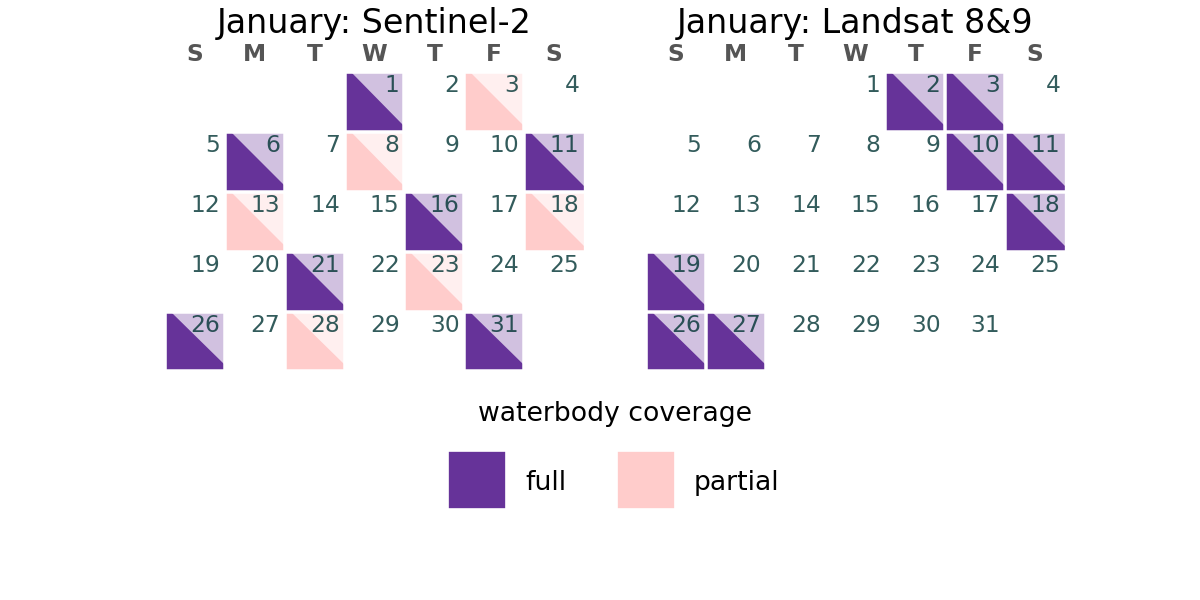 January: Sentinel-2
S M T W T F S
1 2 3 4
5 6 7 8 9 10 11
12 13 14 15 16 17 18
19 20 21 22 23 24 25
26 27 28 29 30 31
January: Landsat 8&9
S M T W T F S
1 2 3 4
5 6 7 8 9 10 11
12 13 14 15 16 17 18
19 20 21 22 23 24 25
26 27 28 29 30 31
waterbody coverage
full partial